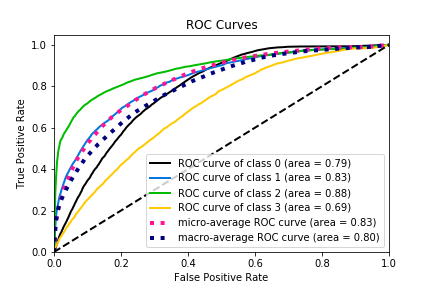 ROC Curves
True Positive Rate
1.0
0.8
0.6
0.4
0.2
0.0
ROC curve of class 0 (area = 0.79)
ROC curve of class 1 (area = 0.83)
ROC curve of class 2 (area = 0.88)
ROC curve of class 3 (area = 0.69)
micro-average ROC curve (area = 0.83)
macro-average ROC curve (area = 0.80)
0.0 0.2 0.4 0.6 0.8 1.0
False Positive Rate